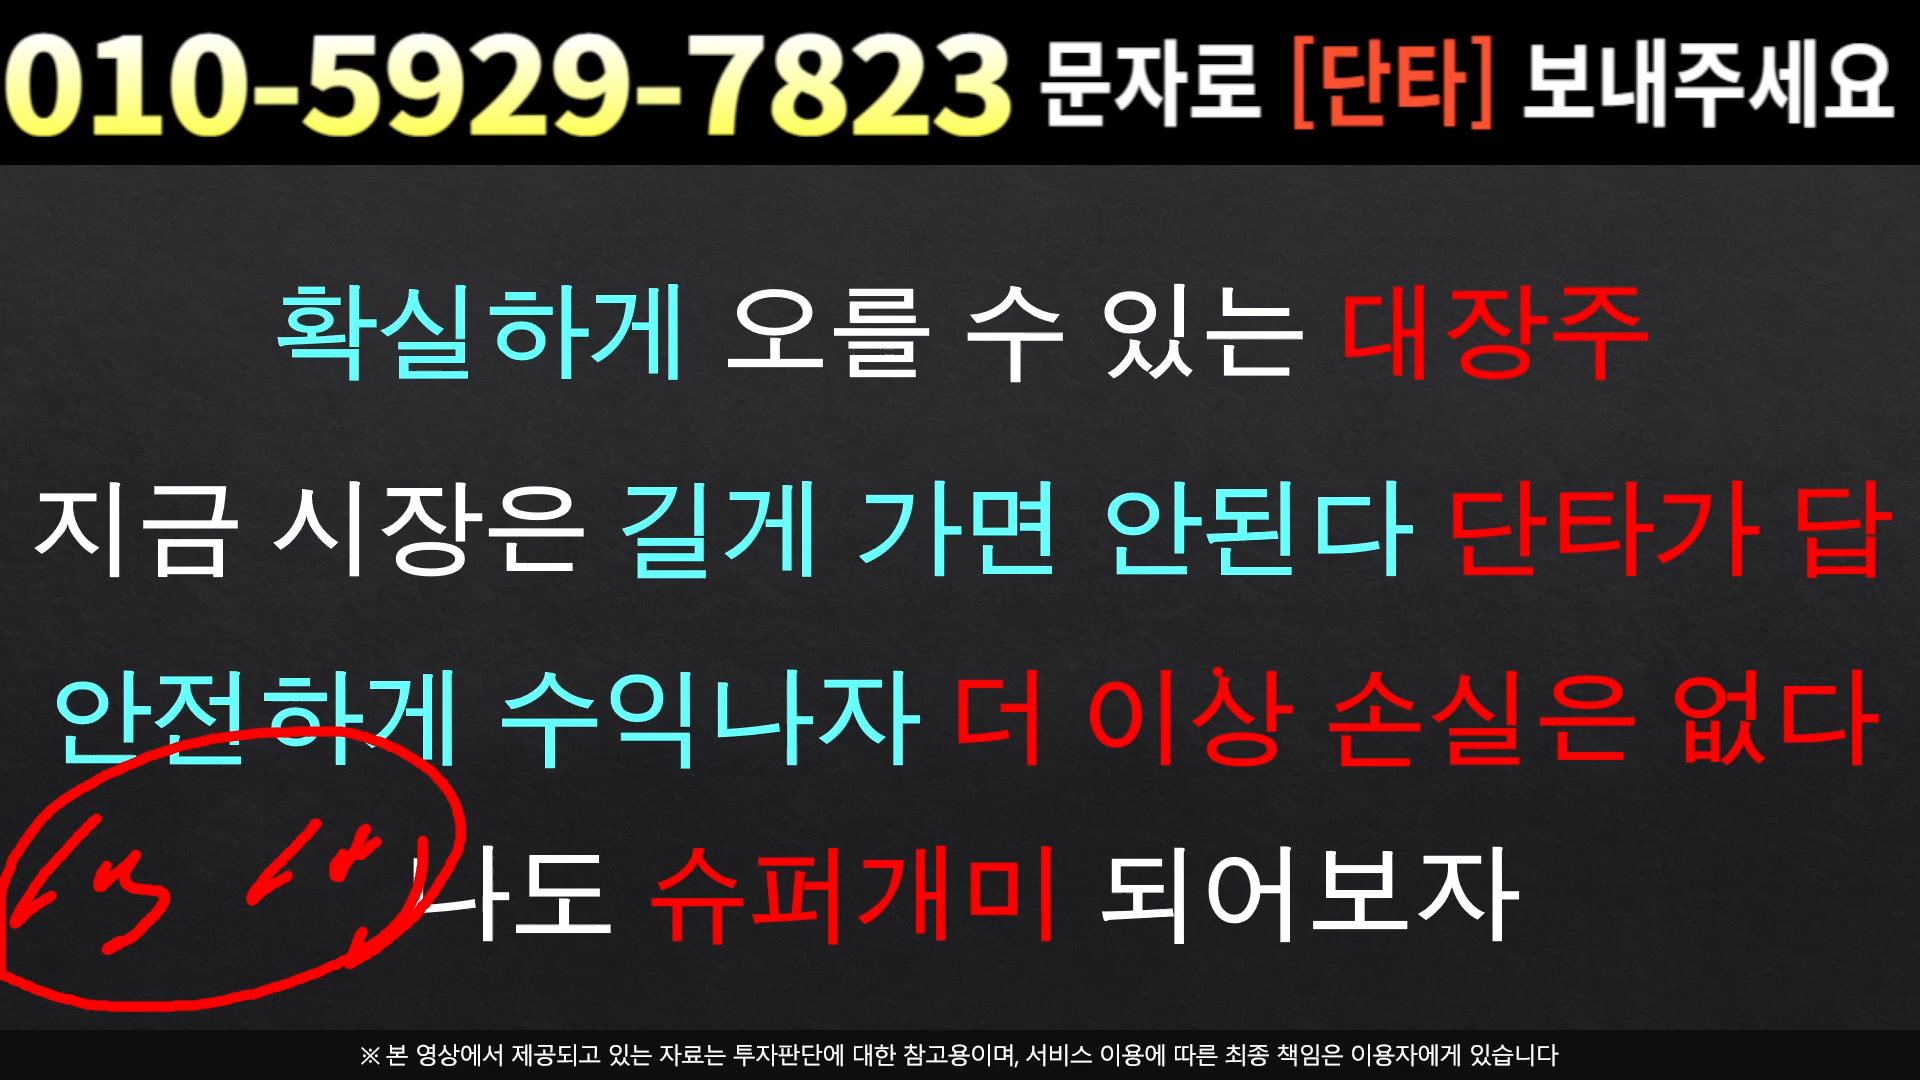 010-5929-7823 문자로 [단타] 보내주세요
확실하게 오를 수 있는 대장주
지금 시장은 길게 가면 안된다 단타가 답
안전하게 수익나자 더 이상 손실은 없다
나도 슈퍼개미 되어보자
※ 본 영상에서 제공되고 있는 자료는 투자판단에 대한 참고용이며, 서비스 이용에 따른 최종 책임은 이용자에게 있습니다